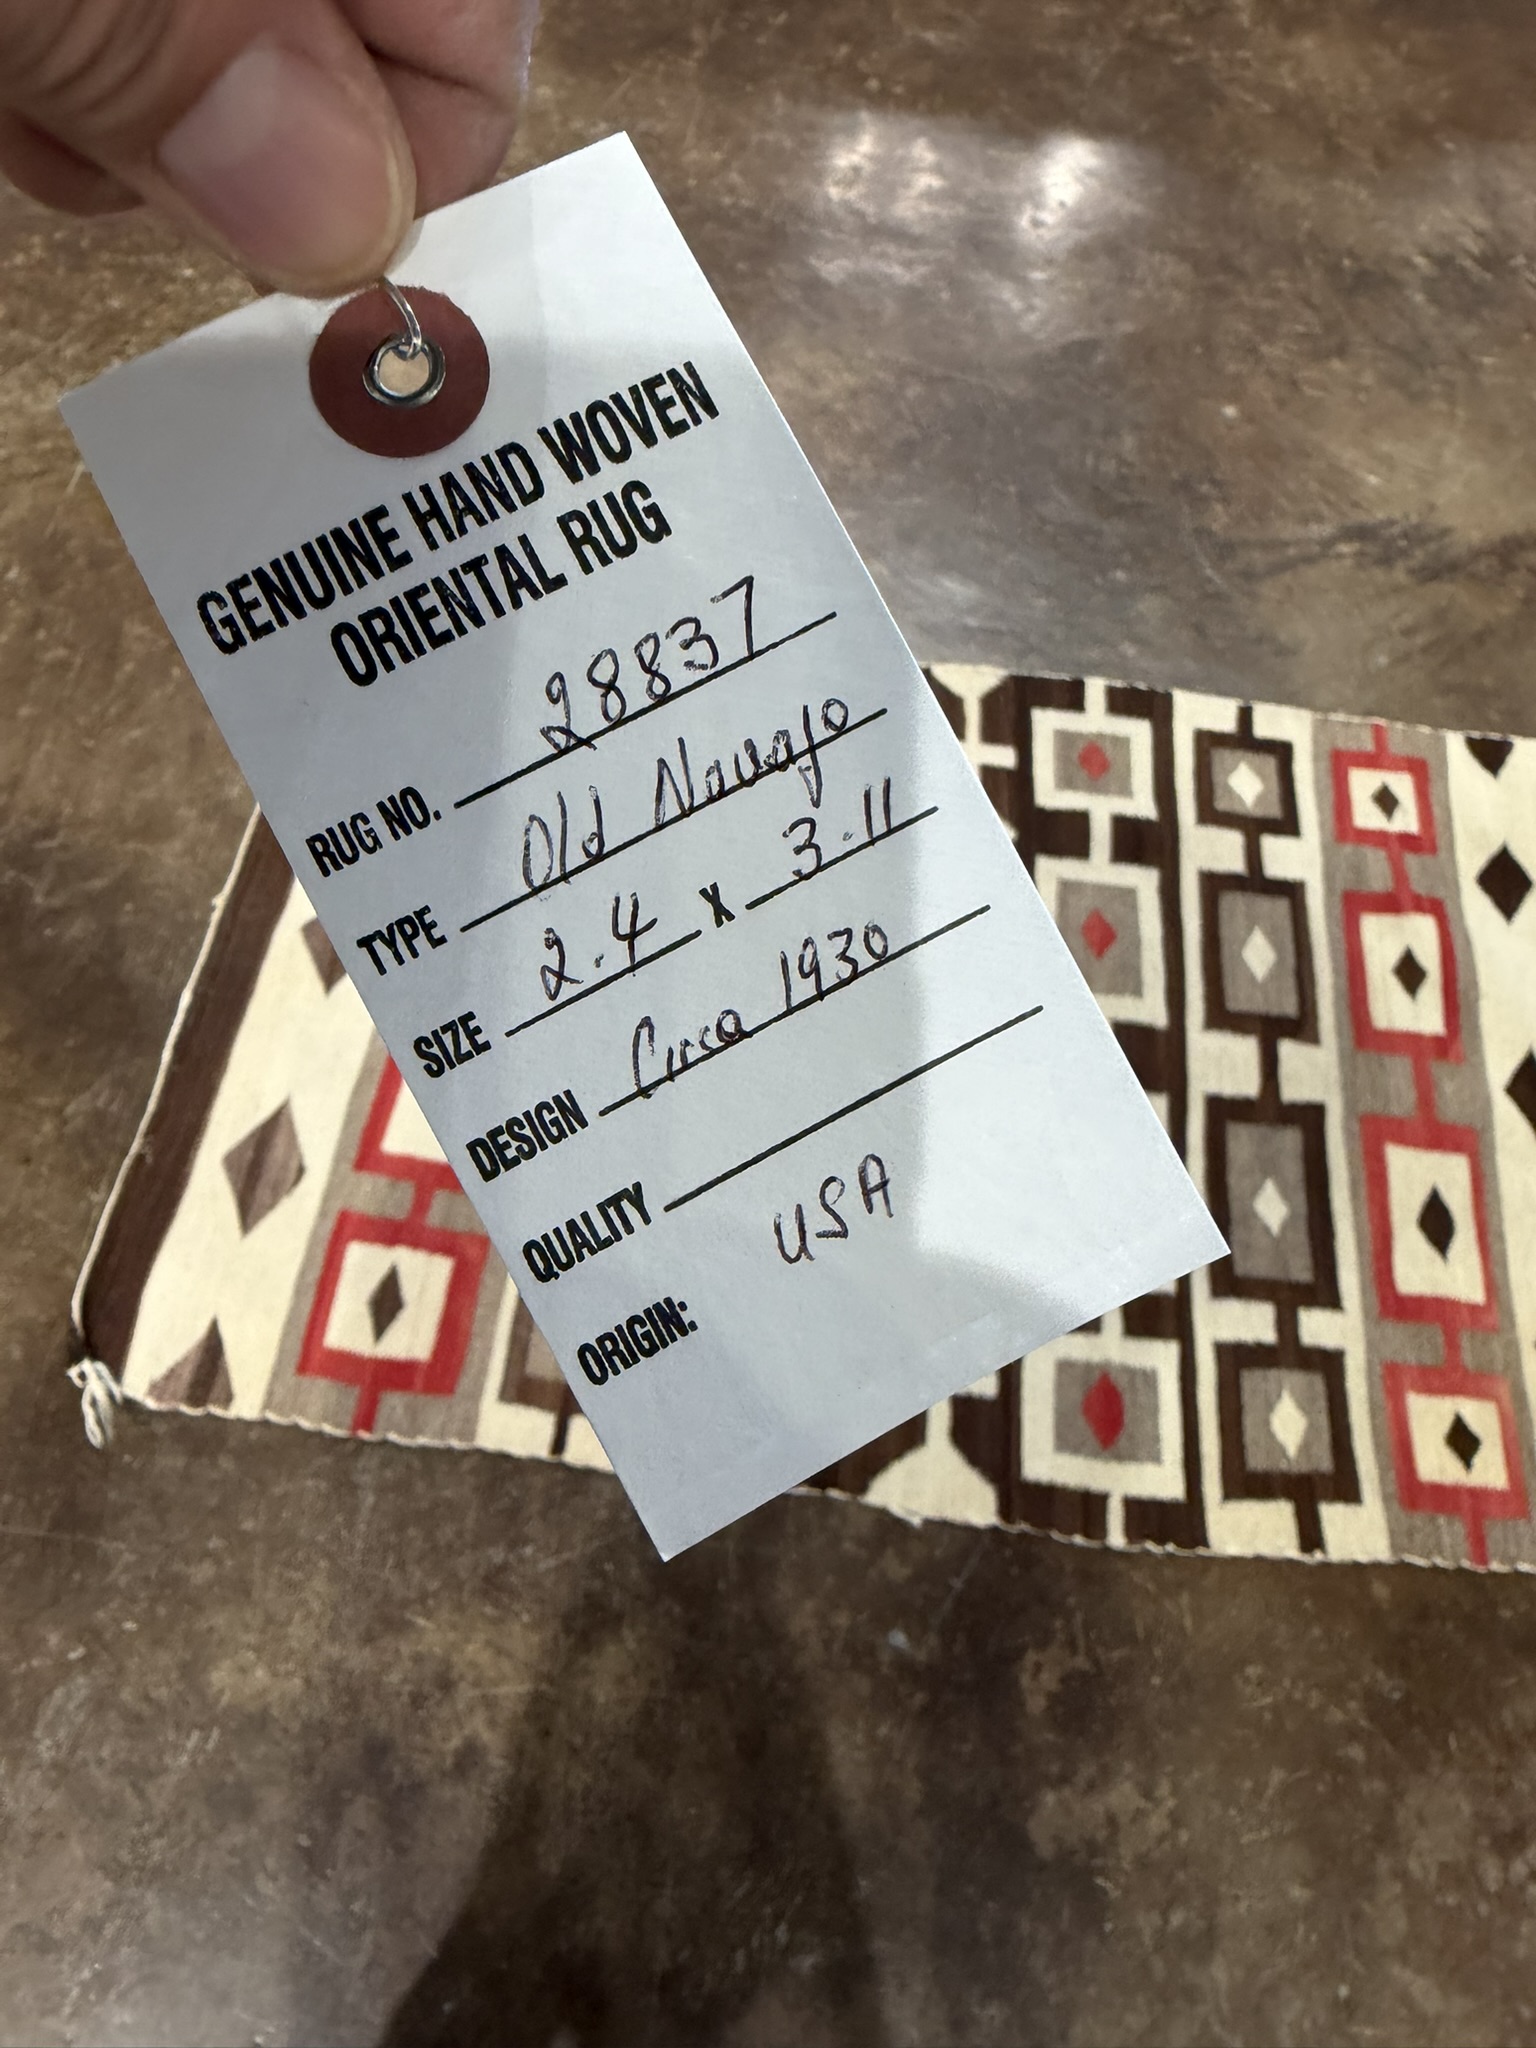 GENUINE HAND WOVEN
ORIENTAL RUG
RUG NO. 28837
TYPE Old Navajo
SIZE 2.4 x 3.11
DESIGN Circa 1930
QUALITY
ORIGIN: USA